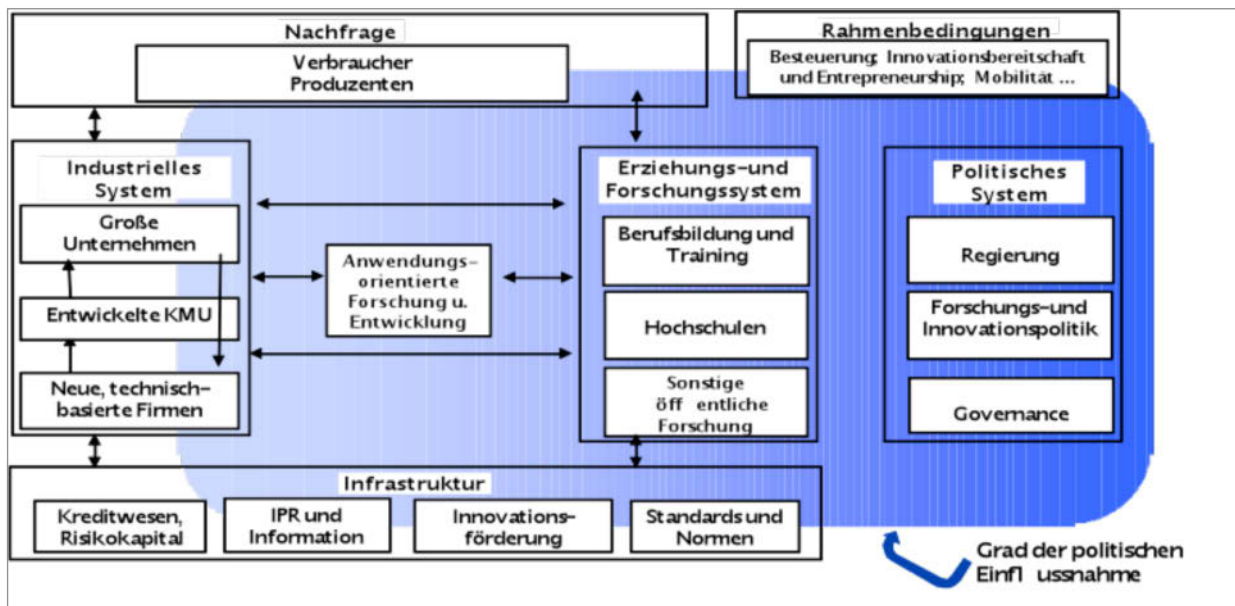 Nachfrage
Verbraucher
Produzenten
Rahmenbedingungen
Besteuerung; Innovationsbereitschaft
und Entrepreneurship; Mobilität ...
Industrielles
System
Große
Unternehmen
Entwickelte KMU
Neue, technisch-
basierte Firmen
Anwendungs-
orientierte
Forschung u.
Entwicklung
Erziehungs-und
Forschungssystem
Berufsbildung und
Training
Hochschulen
Sonstige
öff entliche
Forschung
Politisches
System
Regierung
Forschungs-und
Innovationspolitik
Governance
Infrastruktur
Kreditwesen,
Risikokapital
IPR und
Information
Innovations-
förderung
Standards und
Normen
Grad der politischen
Einfl ussnahme